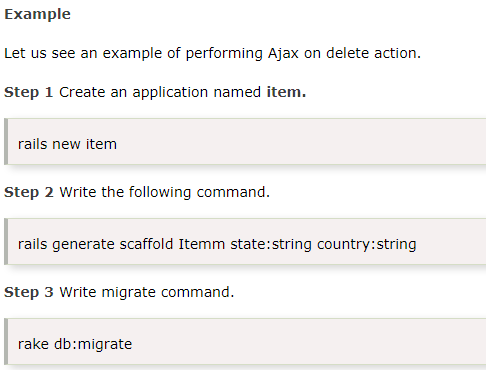 Example
Let us see an example of performing Ajax on delete action.
Step 1 Create an application named item.
rails new item
Step 2 Write the following command.
rails generate scaffold Itemm state:string country:string
Step 3 Write migrate command.
rake db:migrate